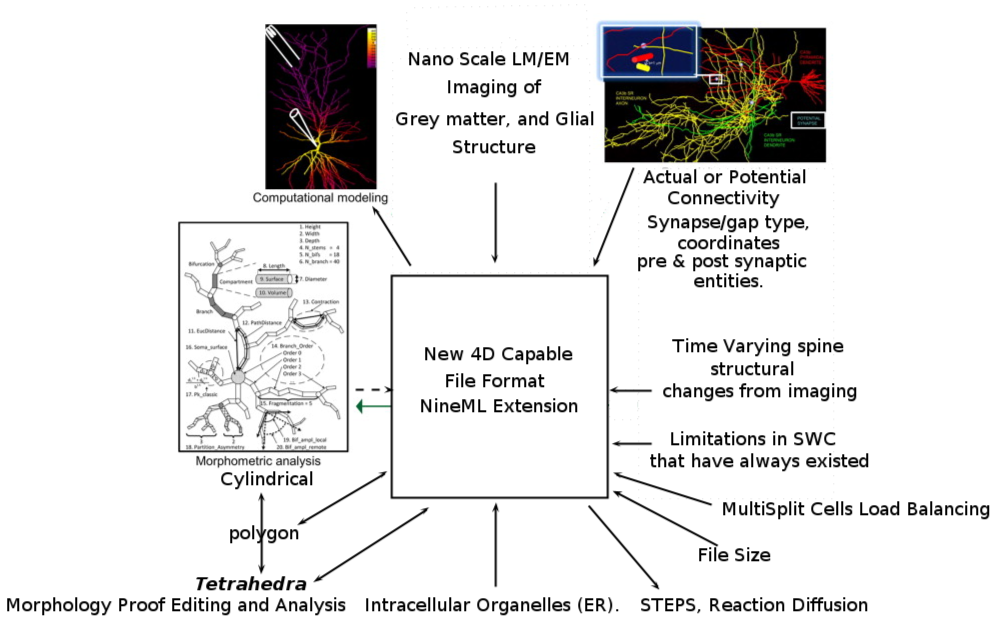 Nano Scale LM/EM
Imaging of
Grey matter, and Glial
Structure
CA3b PYRAMIDAL DENDRITE
CA3b SR
INTERNEURON
AXON
POTENTIAL
SYNAPSE
CA3b SR
INTERNEURON
DENDRITE
Computational modeling
Actual or Potential
Connectivity
Synapse/gap type,
coordinates
pre & post synaptic
entities.
1. Height
2. Width
3. Depth
4. N_stems = 4
5. N_bifs = 18
6. N_branch = 40
Bifurcation
8. Length
Compartment
9. Surface
7. Diameter
10. Volume
Branch
13. Contraction
12. PathDistance
11. EucDistance
16. Soma_surface
14. Branch_Order
Order 0
Order 1
Order 2
Order 3
17. Pk_classic
15. Fragmentation = 5
3
2
18. Partition_Asymmetry
19. Bif_ampl_local
20. Bif_ampl_remote
Morphometric analysis
Cylindrical
polygon
Tetrahedra
Morphology Proof Editing and Analysis
New 4D Capable
File Format
NineML Extension
Time Varying spine
structural
changes from imaging
Limitations in SWC
that have always existed
MultiSplit Cells Load Balancing
File Size
Intracellular Organelles (ER).
STEPS, Reaction Diffusion